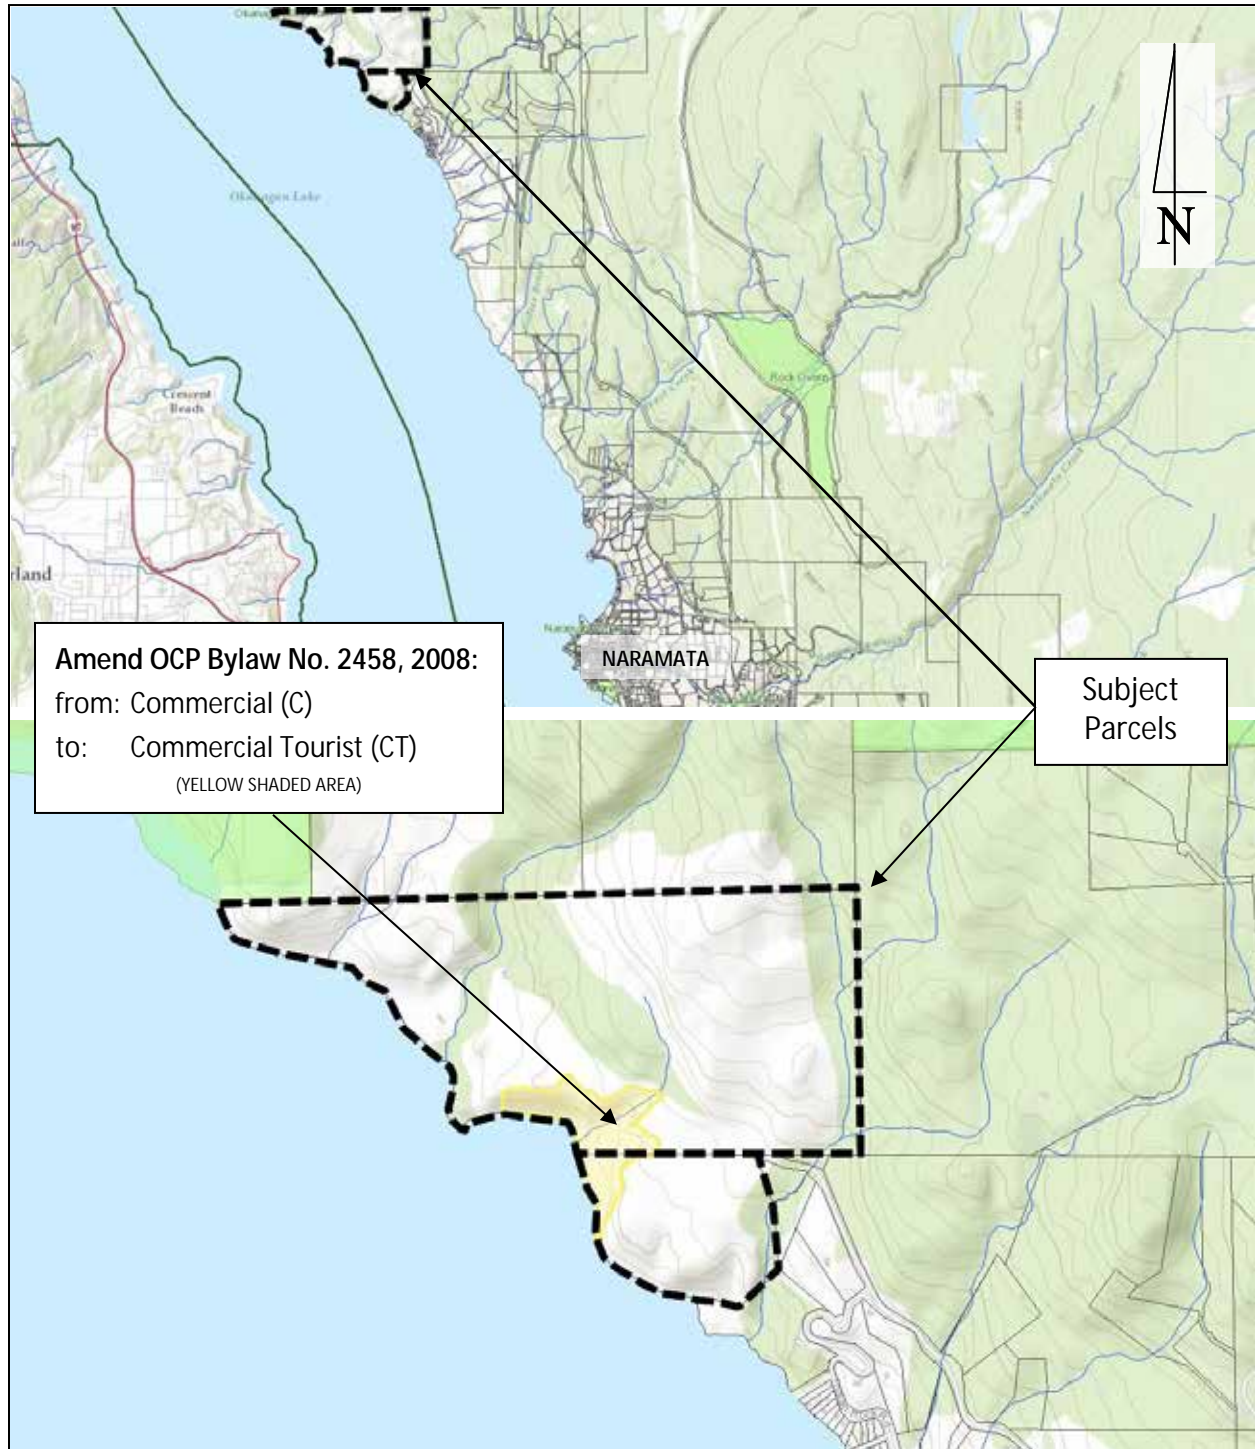 N
Okanagan Lake
Crescent
Beach
rland
NARAMATA
Amend OCP Bylaw No. 2458, 2008:
from: Commercial (C)
to: Commercial Tourist (CT)
(YELLOW SHADED AREA)
Subject
Parcels